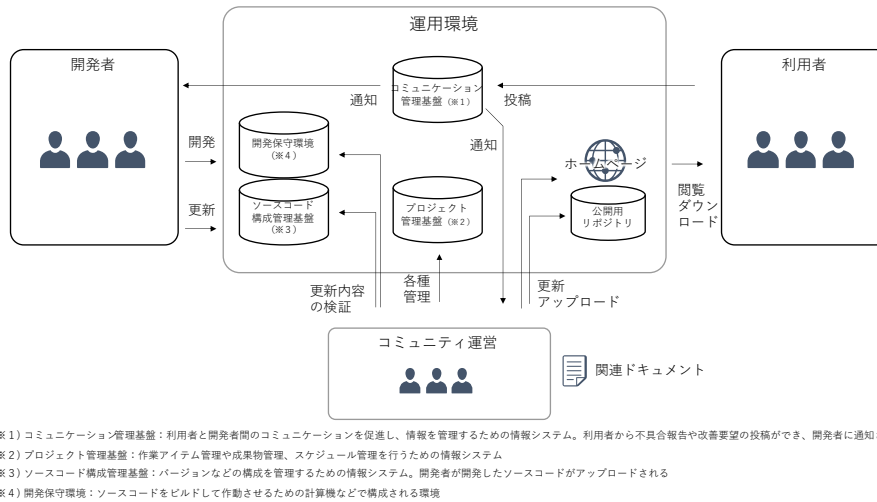 運用環境
開発者
利用者
コミュニケーション
管理基盤（※１）
通知
投稿
通知
開発
開発保守環境
（※４）
更新
ソースコード
構成管理基盤
（※３）
プロジェクト
管理基盤（※２）
ホームページ
公開用
リポジトリ
閲覧
ダウン
ロード
更新内容
の検証
各種
管理
更新
アップロード
コミュニティ運営
関連ドキュメント
※１）コミュニケーション管理基盤：利用者と開発者間のコミュニケーションを促進し、情報を管理するための情報システム。利用者から不具合報告や改善要望の投稿ができ、開発者に通知
※２）プロジェクト管理基盤：作業アイテム管理や成果物管理、スケジュール管理を行うための情報システム
※３）ソースコード構成管理基盤：バージョンなどの構成を管理するための情報システム。開発者が開発したソースコードがアップロードされる
※４）開発保守環境：ソースコードをビルドして作動させるための計算機などで構成される環境